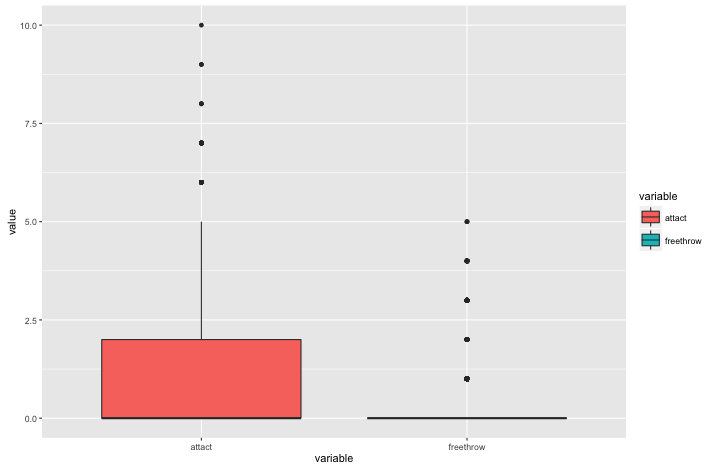 10.0
7.5
5.0
2.5
0.0
value
attact
freethrow
variable
variable
attact
freethrow